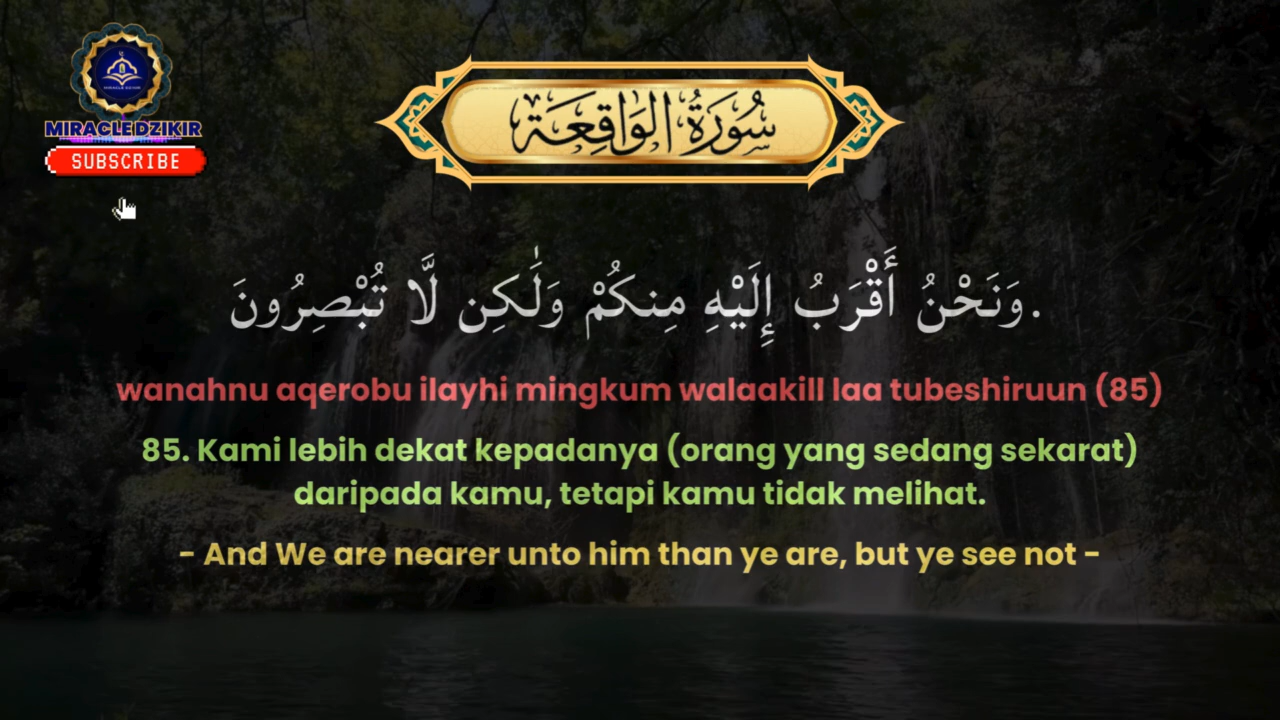 MIRACLE DZIKIR
SUBSCRIBE
سُورَةُ الوَاقِعَة
وَنَحْنُ أَقْرَبُ إِلَيْهِ مِنكُمْ وَلَٰكِن لَّا تُبْصِرُونَ.
wanahnu aqerobu ilayhi mingkum walaakill laa tubeshiruun (85)
85. Kami lebih dekat kepadanya (orang yang sedang sekarat)
daripada kamu, tetapi kamu tidak melihat.
- And We are nearer unto him than ye are, but ye see not -